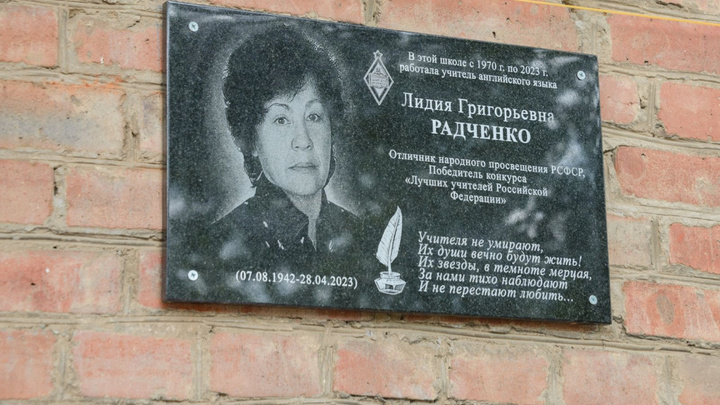 В этой школе с 1970 г. по 2023 г.
работала учитель английского языка
Лидия Григорьевна
РАДЧЕНКО
Отличник народного просвещения РСФСР,
Победитель конкурса
«Лучших учителей Российской
Федерации»
(07.08.1942-28.04.2023)
Учителя не умирают,
Их души вечно будут жить!
Их звезды, в темноте мерцая,
За нами тихо наблюдают
И не перестают любить...